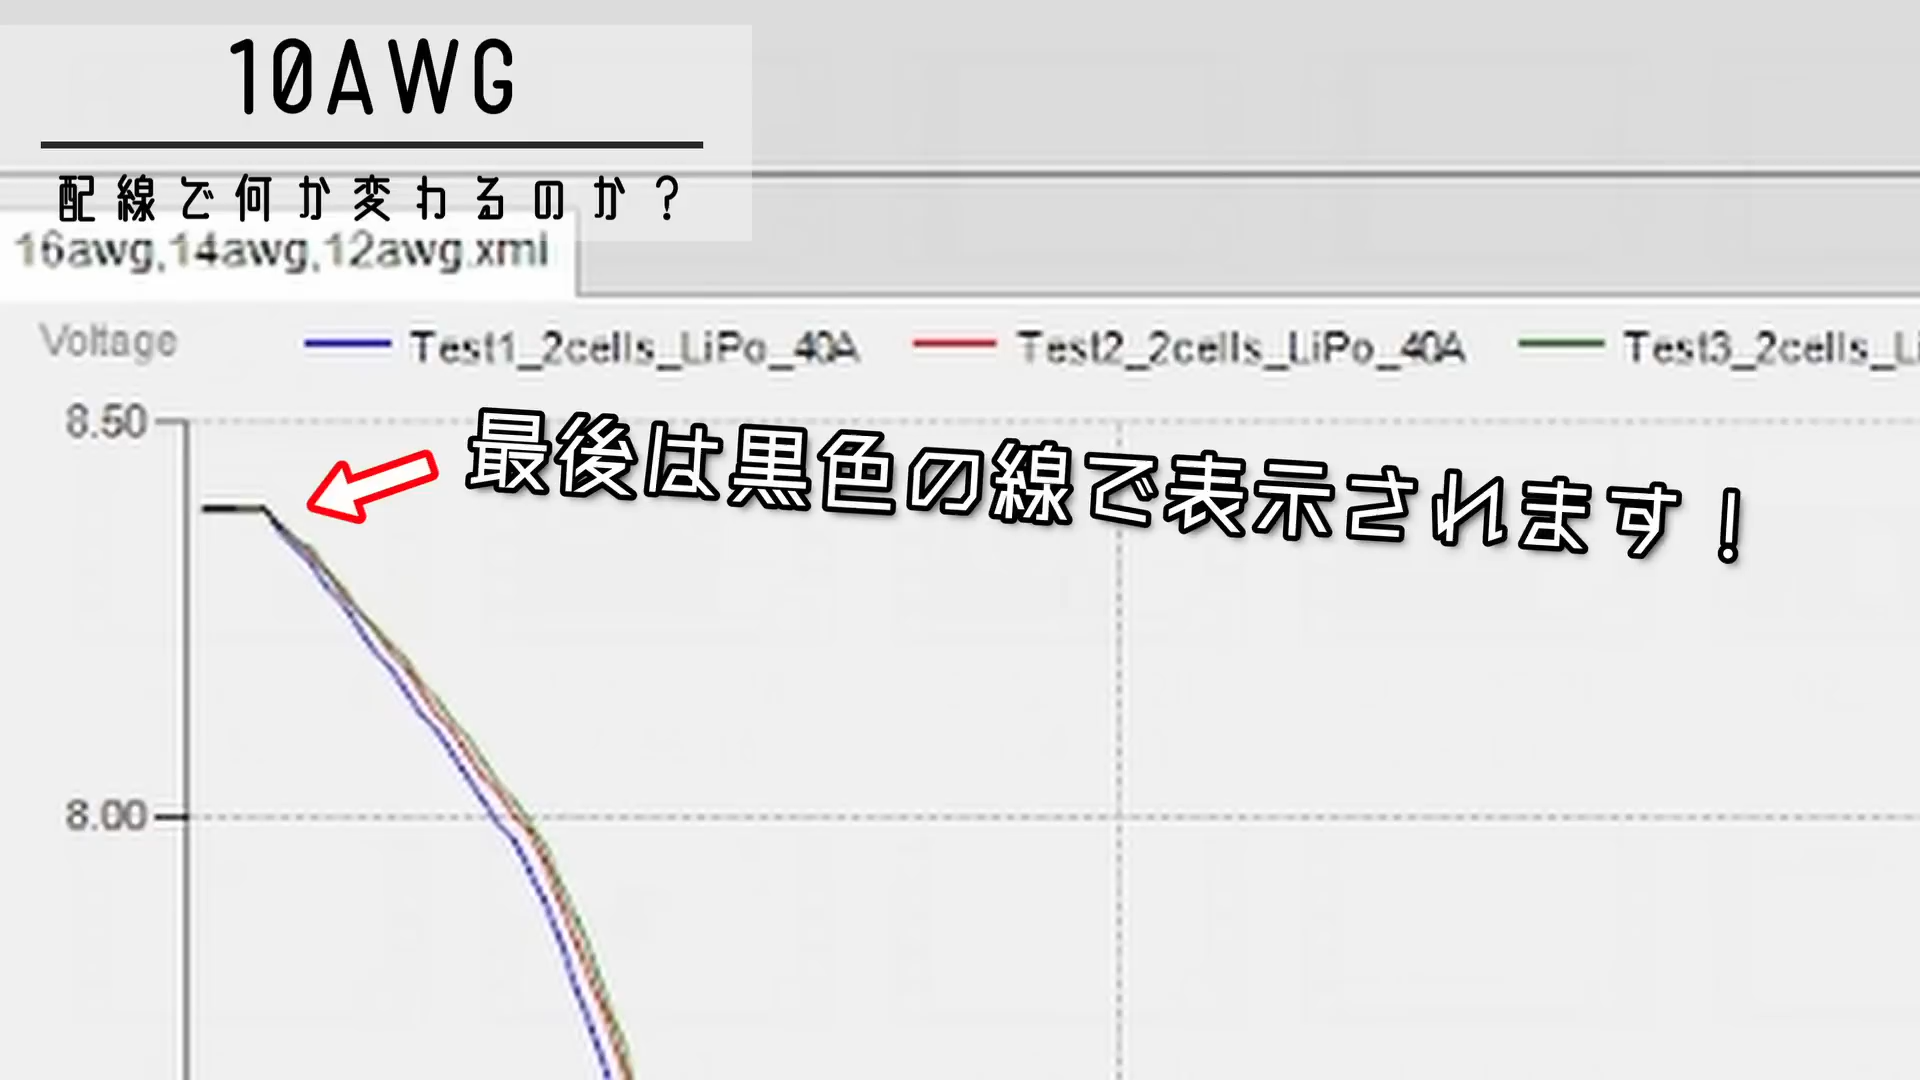 10AWG
配線で何か変わるのか？
16awg,14awg,12awg.xml
Voltage
Test1_2cells_LiPo_40A
Test2_2cells_LiPo_40A
Test3_2cells_Li
8.50
最後は黒色の線で表示されます！
8.00